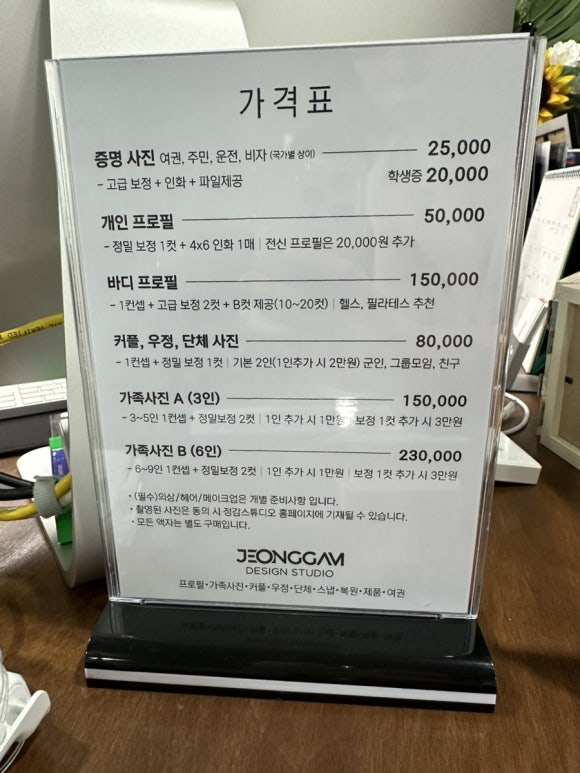 가격표
증명 사진 여권, 주민, 운전, 비자 (국가별 상이) 25,000
- 고급 보정 + 인화 + 파일제공 학생증 20,000
개인 프로필 50,000
- 정밀 보정 1컷 + 4x6 인화 1매 | 전신 프로필은 20,000원 추가
바디 프로필 150,000
- 1컨셉 + 고급 보정 2컷 + B컷 제공(10~20컷) | 헬스, 필라테스 추천
커플, 우정, 단체 사진 80,000
- 1컨셉 + 정밀 보정 1컷 | 기본 2인(1인추가 시 2만원) 군인, 그룹모임, 친구
가족사진 A (3인) 150,000
- 3~5인 1컨셉 + 정밀보정 2컷 | 1인 추가 시 1만원 | 보정 1컷 추가 시 3만원
가족사진 B (6인) 230,000
- 6~9인 1컨셉 + 정밀보정 2컷 | 1인 추가 시 1만원 | 보정 1컷 추가 시 3만원
• (필수)의상/헤어/메이크업은 개별 준비사항 입니다.
• 촬영된 사진은 동의 시 정감스튜디오 홈페이지에 기재될 수 있습니다.
• 모든 액자는 별도 구매입니다.
JEONGGAM
DESIGN STUDIO
프로필•가족사진•커플•우정•단체•스냅•복원•제품•여권